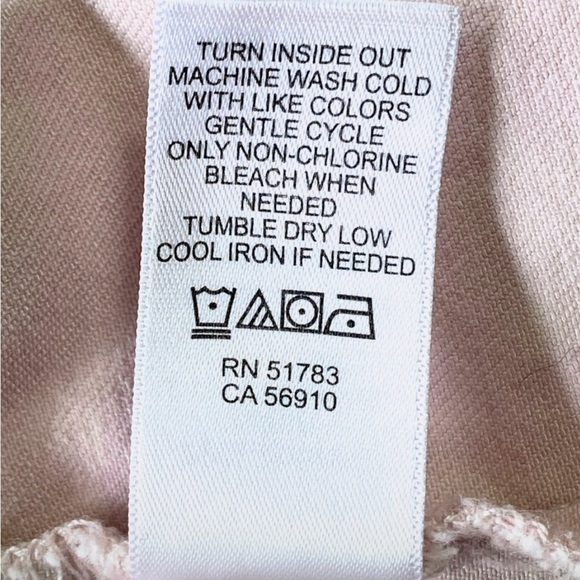 TURN INSIDE OUT
MACHINE WASH COLD
WITH LIKE COLORS
GENTLE CYCLE
ONLY NON-CHLORINE
BLEACH WHEN
NEEDED
TUMBLE DRY LOW
COOL IRON IF NEEDED
RN 51783
CA 56910